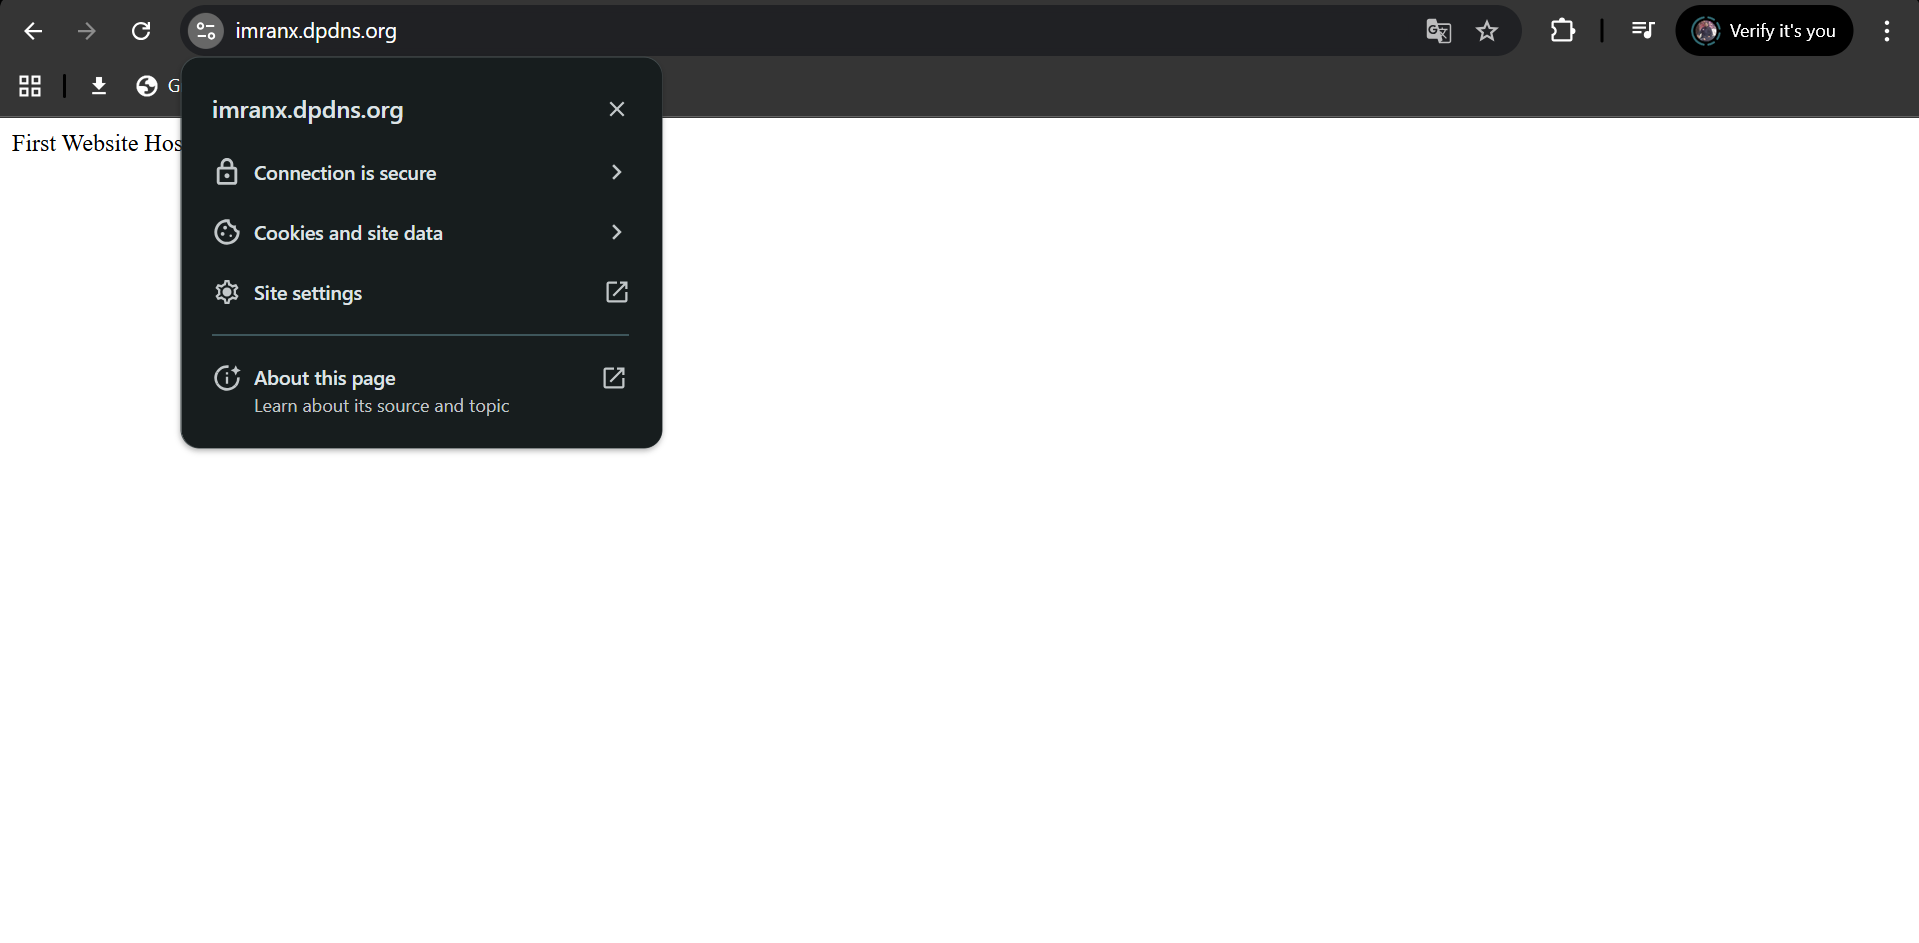 imranx.dpdns.org
Verify it's you
G
imranx.dpdns.org
First Website Hos
Connection is secure
Cookies and site data
Site settings
About this page
Learn about its source and topic